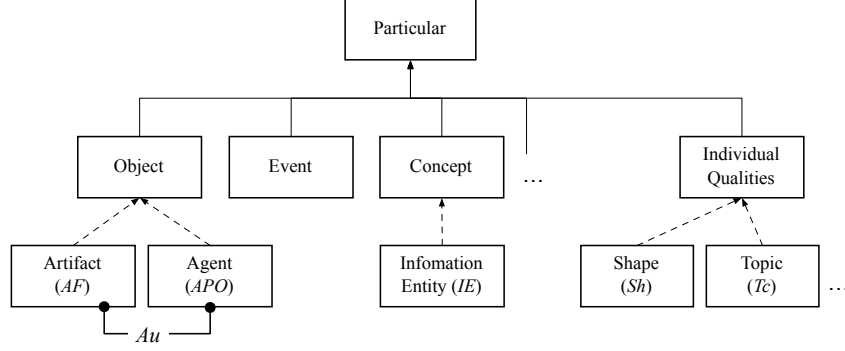 Particular
Object
Event
Concept
...
Individual
Qualities
Artifact
(AF)
Agent
(APO)
Infomation
Entity (IE)
Shape
(Sh)
Topic
(Tc)
...
Au